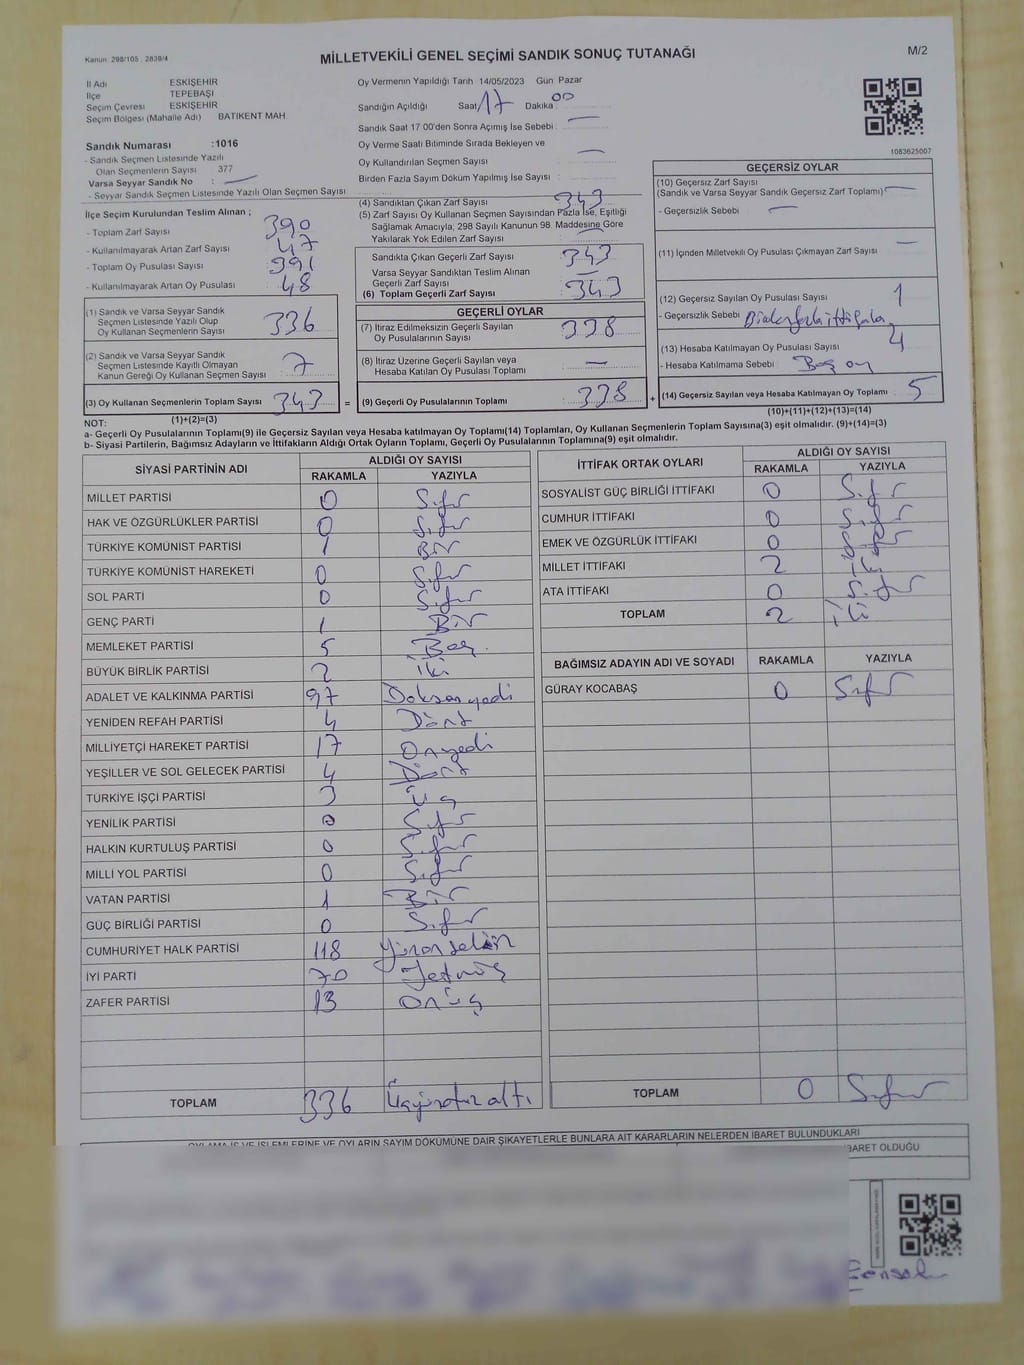 Kanun: 298/105 , 2839/4
MİLLETVEKİLİ GENEL SEÇİMİ SANDIK SONUÇ TUTANAĞI
M/2
İl Adı ESKİŞEHİR
İlçe TEPEBAŞI
Seçim Çevresi ESKİŞEHİR
Seçim Bölgesi (Mahalle Adı) BATIKENT MAH
Sandık Numarası :1016
- Sandık Seçmen Listesinde Yazılı
Olan Seçmenlerin Sayısı 377
Varsa Seyyar Sandık No : —
- Seyyar Sandık Seçmen Listesinde Yazılı Olan Seçmen Sayısı
Oy Vermenin Yapıldığı Tarih 14/05/2023 Gün Pazar
Sandığın Açıldığı Saat 17 Dakika 00
Sandık Saat 17:00'den Sonra Açımış İse Sebebi : —
Oy Verme Saati Bitiminde Sırada Bekleyen ve
Oy Kullandırılan Seçmen Sayısı —
Birden Fazla Sayım Döküm Yapılmış İse Sayısı :
1083625007
İlçe Seçim Kurulundan Teslim Alınan ;
- Toplam Zarf Sayısı : 390
- Kullanılmayarak Artan Zarf Sayısı : 47
- Toplam Oy Pusulası Sayısı : 391
- Kullanılmayarak Artan Oy Pusulası : 48
(1) Sandık ve Varsa Seyyar Sandık
Seçmen Listesinde Yazılı Olup
Oy Kullanan Seçmenlerin Sayısı 336
(2) Sandık ve Varsa Seyyar Sandık
Seçmen Listesinde Kayıtlı Olmayan
Kanun Gereği Oy Kullanan Seçmen Sayısı 7
(3) Oy Kullanan Seçmenlerin Toplam Sayısı 343 =
(1)+(2)=(3)
(4) Sandıktan Çıkan Zarf Sayısı 343
(5) Zarf Sayısı Oy Kullanan Seçmen Sayısından Fazla İse, Eşitliği
Sağlamak Amacıyla, 298 Sayılı Kanunun 98. Maddesine Göre
Yakılarak Yok Edilen Zarf Sayısı —
Sandıkta Çıkan Geçerli Zarf Sayısı 343
Varsa Seyyar Sandıktan Teslim Alınan
Geçerli Zarf Sayısı —
(6) Toplam Geçerli Zarf Sayısı 343
GEÇERLİ OYLAR
(7) İtiraz Edilmeksizin Geçerli Sayılan
Oy Pusulalarının Sayısı 338
(8) İtiraz Üzerine Geçerli Sayılan veya
Hesaba Katılan Oy Pusulası Toplamı —
(9) Geçerli Oy Pusulalarının Toplamı 338 +
GEÇERSİZ OYLAR
(10) Geçersiz Zarf Sayısı
(Sandık ve Varsa Seyyar Sandık Geçersiz Zarf Toplamı) —
- Geçersizlik Sebebi : —
(11) İçinden Milletvekili Oy Pusulası Çıkmayan Zarf Sayısı —
(12) Geçersiz Sayılan Oy Pusulası Sayısı 1
- Geçersizlik Sebebi Birden fazla ittifaka
(13) Hesaba Katılmayan Oy Pusulası Sayısı 4
- Hesaba Katılmama Sebebi : Boş oy
(14) Geçersiz Sayılan veya Hesaba Katılmayan Oy Toplamı 5
(10)+(11)+(12)+(13)=(14)
NOT:
a- Geçerli Oy Pusulalarının Toplamı(9) ile Geçersiz Sayılan veya Hesaba katılmayan Oy Toplamı(14) Toplamları, Oy Kullanan Seçmenlerin Toplam Sayısına(3) eşit olmalıdır. (9)+(14)=(3)
b- Siyasi Partilerin, Bağımsız Adayların ve İttifakların Aldığı Ortak Oyların Toplamı, Geçerli Oy Pusulalarının Toplamına(9) eşit olmalıdır.
SİYASİ PARTİNİN ADI ALDIĞI OY SAYISI
RAKAMLA YAZIYLA
MİLLET PARTİSİ 0 Sıfır
HAK VE ÖZGÜRLÜKLER PARTİSİ 0 Sıfır
TÜRKİYE KOMÜNİST PARTİSİ 1 Bir
TÜRKİYE KOMÜNİST HAREKETİ 0 Sıfır
SOL PARTİ 0 Sıfır
GENÇ PARTİ 1 Bir
MEMLEKET PARTİSİ 5 Beş
BÜYÜK BİRLİK PARTİSİ 2 İki
ADALET VE KALKINMA PARTİSİ 97 Doksanyedi
YENİDEN REFAH PARTİSİ 4 Dört
MİLLİYETÇİ HAREKET PARTİSİ 17 Onyedi
YEŞİLLER VE SOL GELECEK PARTİSİ 4 Dört
TÜRKİYE İŞÇİ PARTİSİ 3 Üç
YENİLİK PARTİSİ 0 Sıfır
HALKIN KURTULUŞ PARTİSİ 0 Sıfır
MİLLİ YOL PARTİSİ 0 Sıfır
VATAN PARTİSİ 1 Bir
GÜÇ BİRLİĞİ PARTİSİ 0 Sıfır
CUMHURİYET HALK PARTİSİ 118 Yüzonsekiz
İYİ PARTİ 70 Yetmiş
ZAFER PARTİSİ 13 Onüç
TOPLAM 336 Üçyüzotuzaltı
İTTİFAK ORTAK OYLARI ALDIĞI OY SAYISI
RAKAMLA YAZIYLA
SOSYALİST GÜÇ BİRLİĞİ İTTİFAKI 0 Sıfır
CUMHUR İTTİFAKI 0 Sıfır
EMEK VE ÖZGÜRLÜK İTTİFAKI 0 Sıfır
MİLLET İTTİFAKI 2 İki
ATA İTTİFAKI 0 Sıfır
TOPLAM 2 İki
BAĞIMSIZ ADAYIN ADI VE SOYADI RAKAMLA YAZIYLA
GÜRAY KOCABAŞ 0 Sıfır
TOPLAM 0 Sıfır
OYLAMA İŞ VE İŞLEMLERİNE VE OYLARIN SAYIM DÖKÜMÜNE DAİR ŞİKAYETLERLE BUNLARA AİT KARARLARIN NELERDEN İBARET BULUNDUKLARI
İBARET OLDUĞU